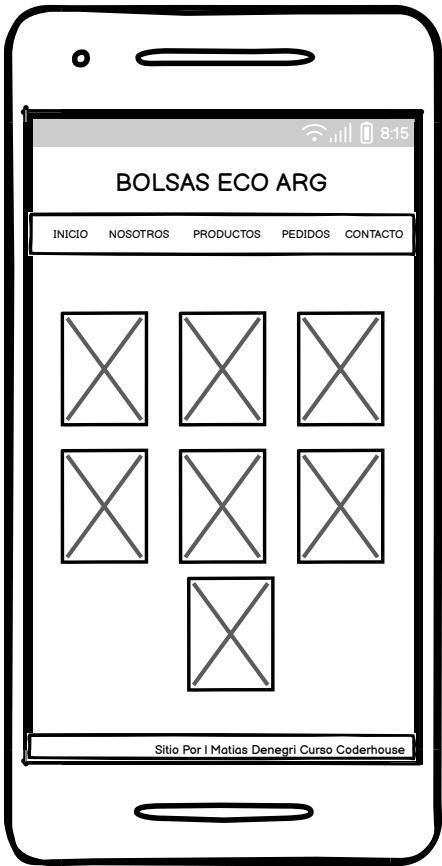 8:15
BOLSAS ECO ARG
INICIO NOSOTROS PRODUCTOS PEDIDOS CONTACTO
Sitio Por | Matias Denegri Curso Coderhouse